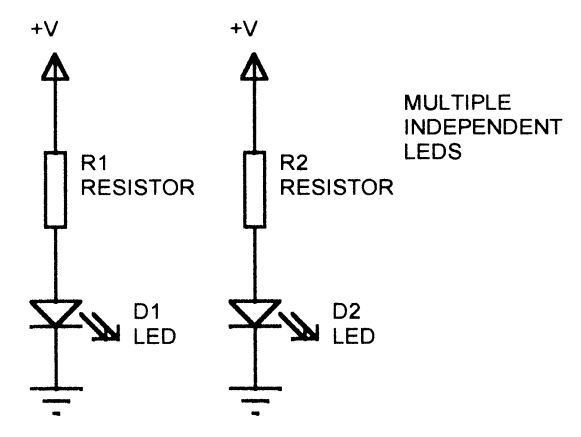 +V
+V
MULTIPLE
INDEPENDENT
LEDS
R1
RESISTOR
R2
RESISTOR
D1
LED
D2
LED